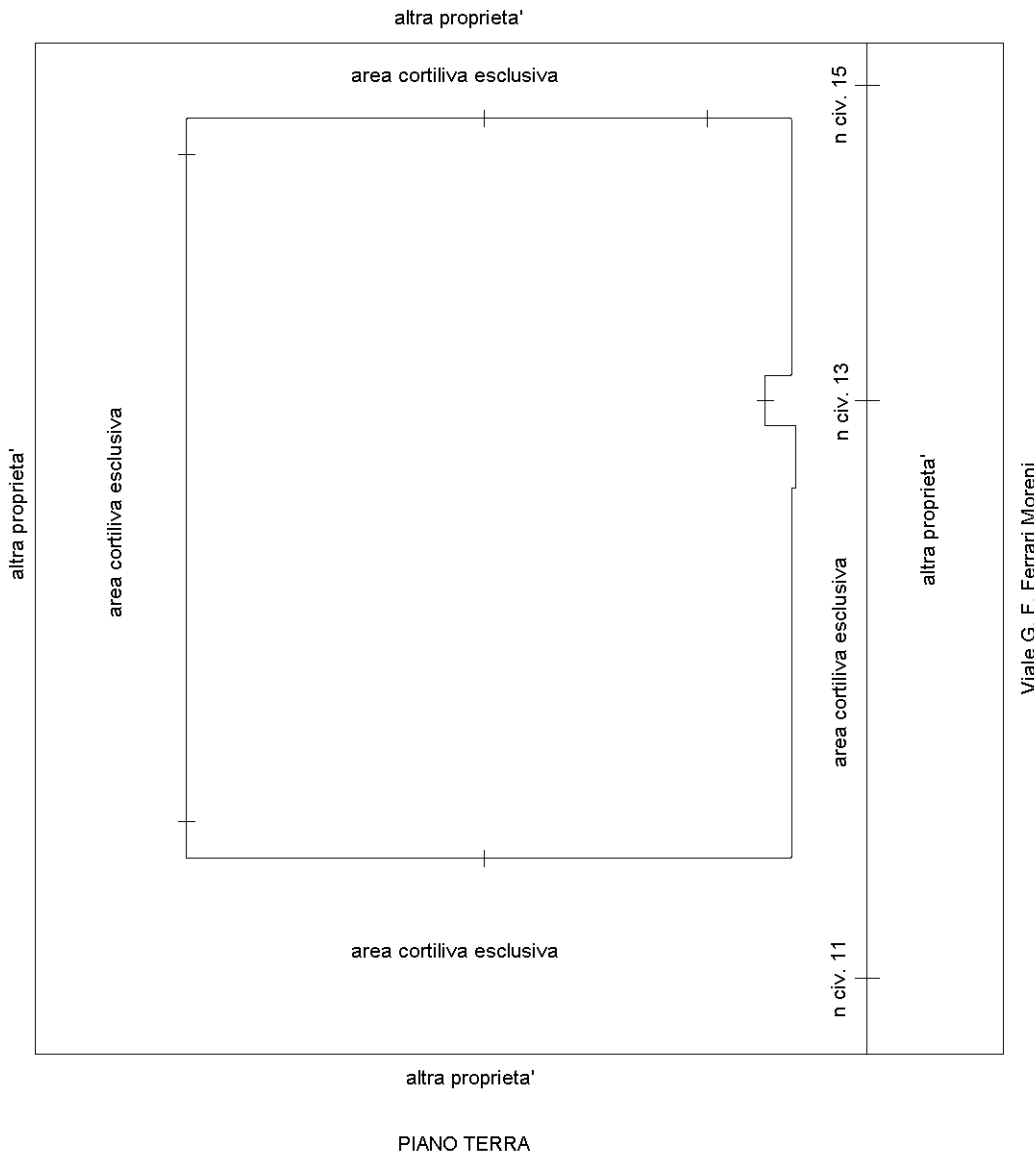 altra proprieta'
area cortiliva esclusiva
n civ. 15
n civ. 13
altra proprieta'
area cortiliva esclusiva
area cortiliva esclusiva
altra proprieta'
Viale G. F. Ferrari Moreni
area cortiliva esclusiva
n civ. 11
altra proprieta'
PIANO TERRA